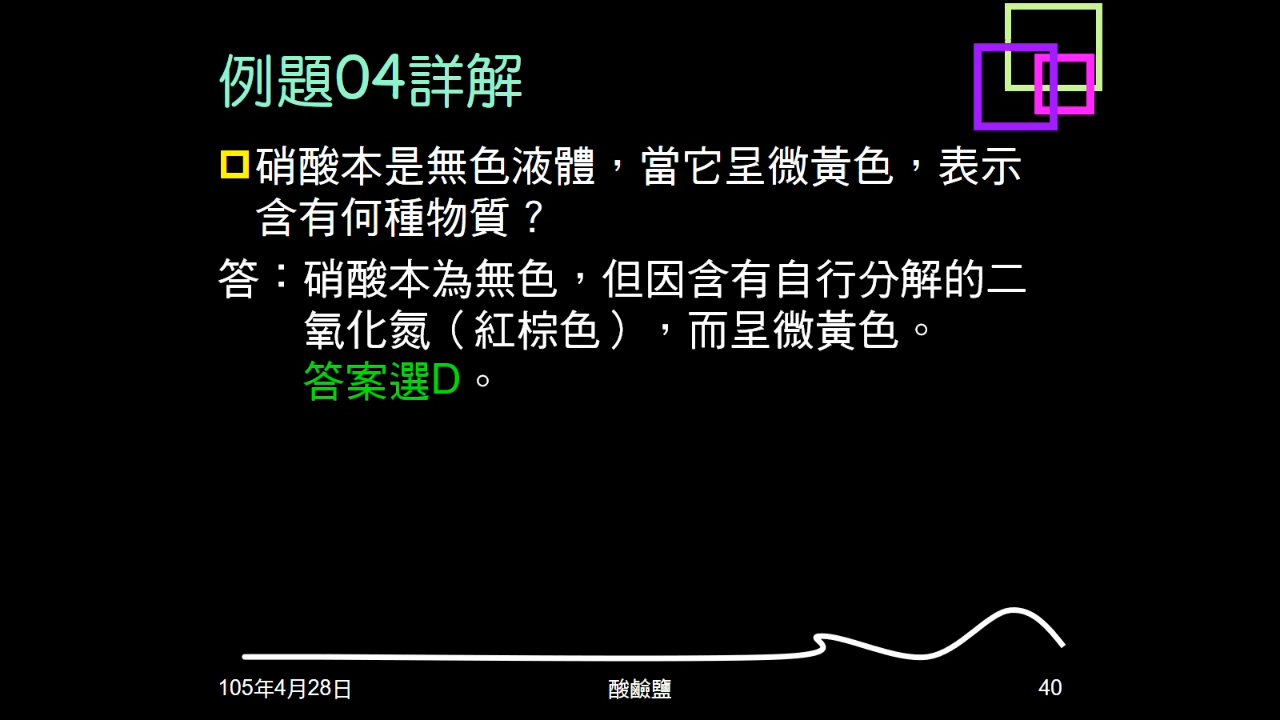 例題04詳解
硝酸本是無色液體，當它呈微黃色，表示
含有何種物質？
答：硝酸本為無色，但因含有自行分解的二
氧化氮（紅棕色），而呈微黃色。
答案選D。
105年4月28日
酸鹼鹽
40